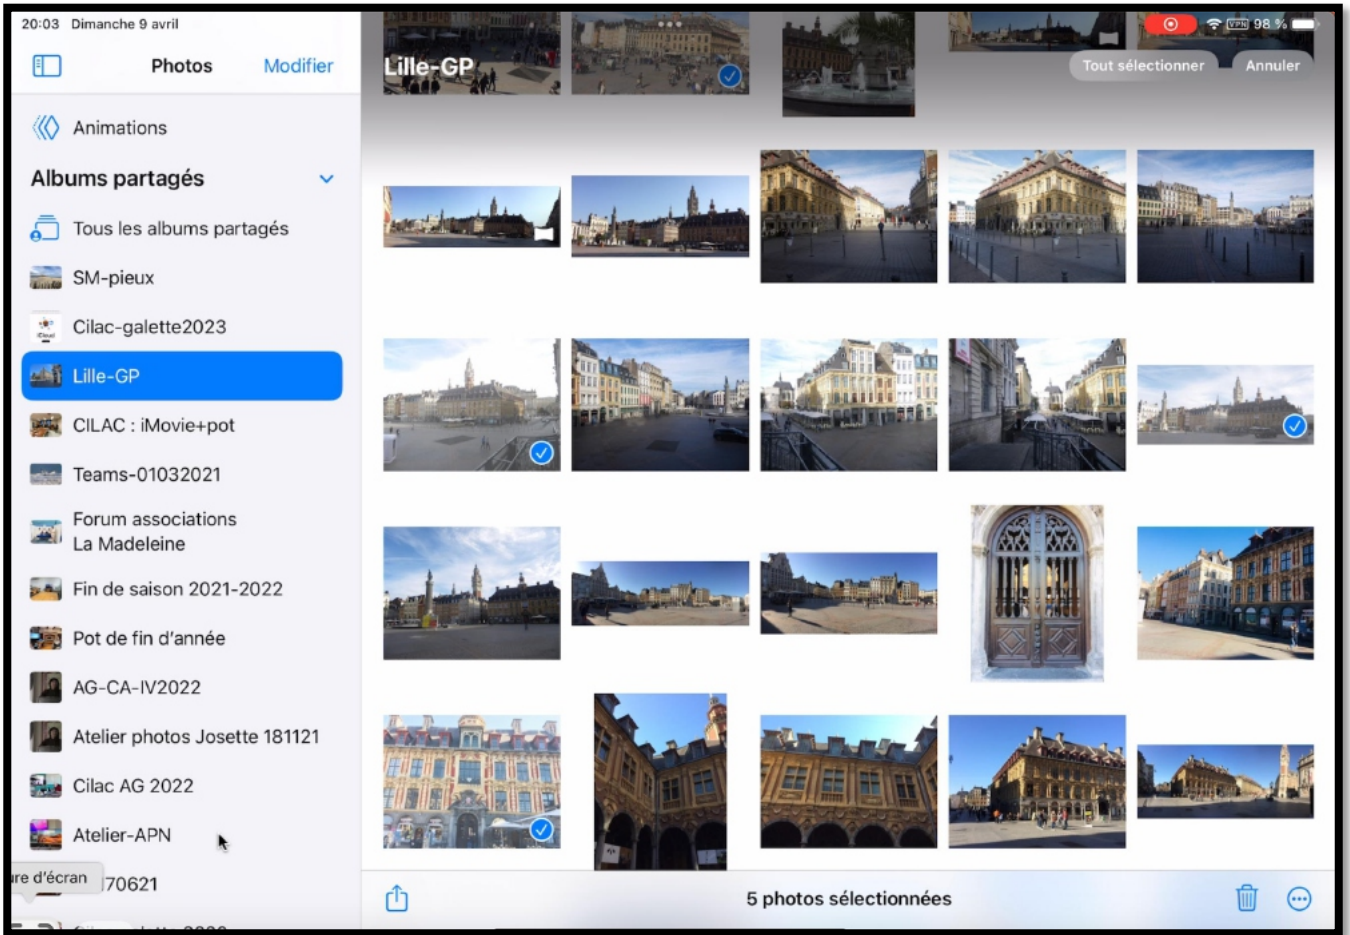 20:03 Dimanche 9 avril
VPN 98 %
Photos
Modifier
Lille-GP
Tout sélectionner
Annuler
Animations
Albums partagés
Tous les albums partagés
SM-pieux
Cilac-galette2023
Lille-GP
CILAC : iMovie+pot
Teams-01032021
Forum associations
La Madeleine
Fin de saison 2021-2022
Pot de fin d’année
AG-CA-IV2022
Atelier photos Josette 181121
Cilac AG 2022
Atelier-APN
d’écran
70621
5 photos sélectionnées